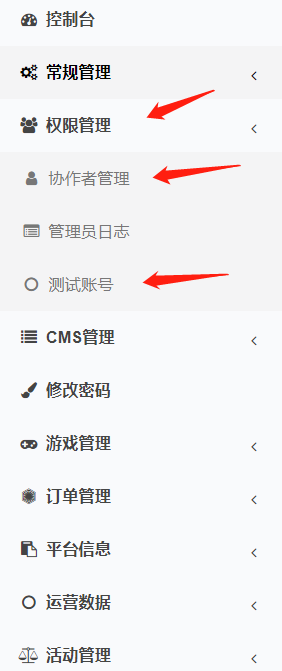 控制台
常规管理
权限管理
协作者管理
管理员日志
测试账号
CMS管理
修改密码
游戏管理
订单管理
平台信息
运营数据
活动管理